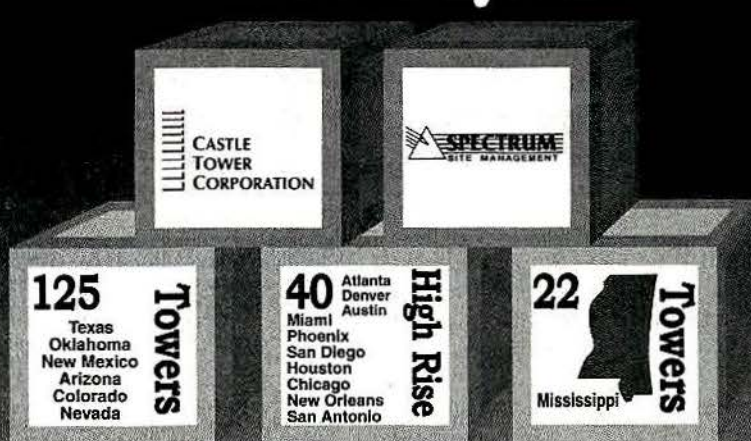 CASTLE
TOWER
CORPORATION
SPECTRUM
SITE MANAGEMENT
125
Towers
Texas
Oklahoma
New Mexico
Arizona
Colorado
Nevada
40
High Rise
Atlanta
Denver
Austin
Miami
Phoenix
San Diego
Houston
Chicago
New Orleans
San Antonio
22
Towers
Mississippi